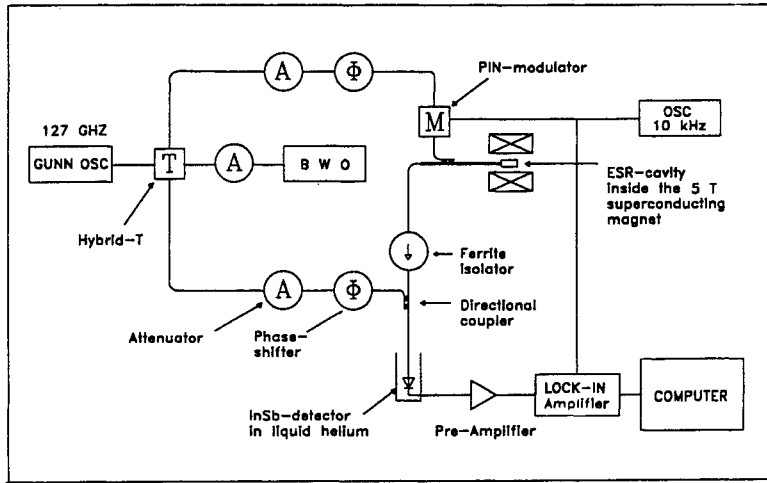 A
Φ
PIN-modulator
127 GHZ
GUNN OSC
T
A
B W O
M
OSC
10 kHz
ESR-cavity
inside the 5 T
superconducting
magnet
Hybrid-T
Ferrite
isolator
A
Φ
Attenuator
Phase-
shifter
Directional
coupler
InSb-detector
in liquid helium
Pre-Amplifier
LOCK-IN
Amplifier
COMPUTER